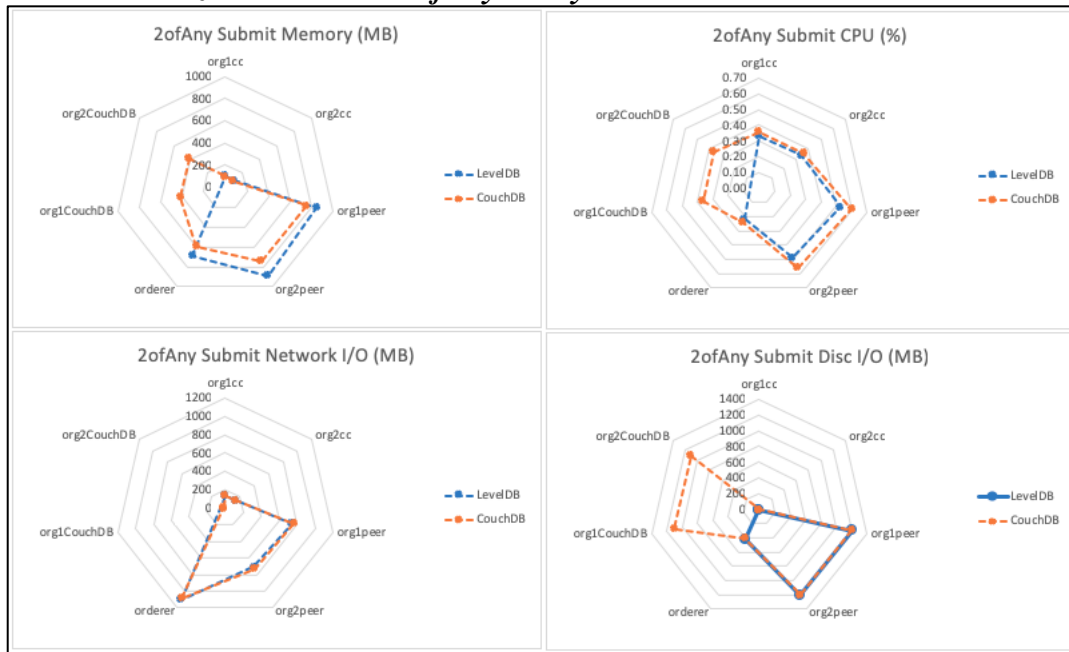 2ofAny Submit Memory (MB)
org1cc
1000
800
600
400
200
0
org2cc
org1peer
org2peer
orderer
org1CouchDB
org2CouchDB
LevelDB
CouchDB
2ofAny Submit CPU (%)
org1cc
0.70
0.60
0.50
0.40
0.30
0.20
0.10
0.00
org2cc
org1peer
org2peer
orderer
org1CouchDB
org2CouchDB
LevelDB
CouchDB
2ofAny Submit Network I/O (MB)
org1cc
1200
1000
800
600
400
200
0
org2cc
org1peer
org2peer
orderer
org1CouchDB
org2CouchDB
LevelDB
CouchDB
2ofAny Submit Disc I/O (MB)
org1cc
1400
1200
1000
800
600
400
200
0
org2cc
org1peer
org2peer
orderer
org1CouchDB
org2CouchDB
LevelDB
CouchDB